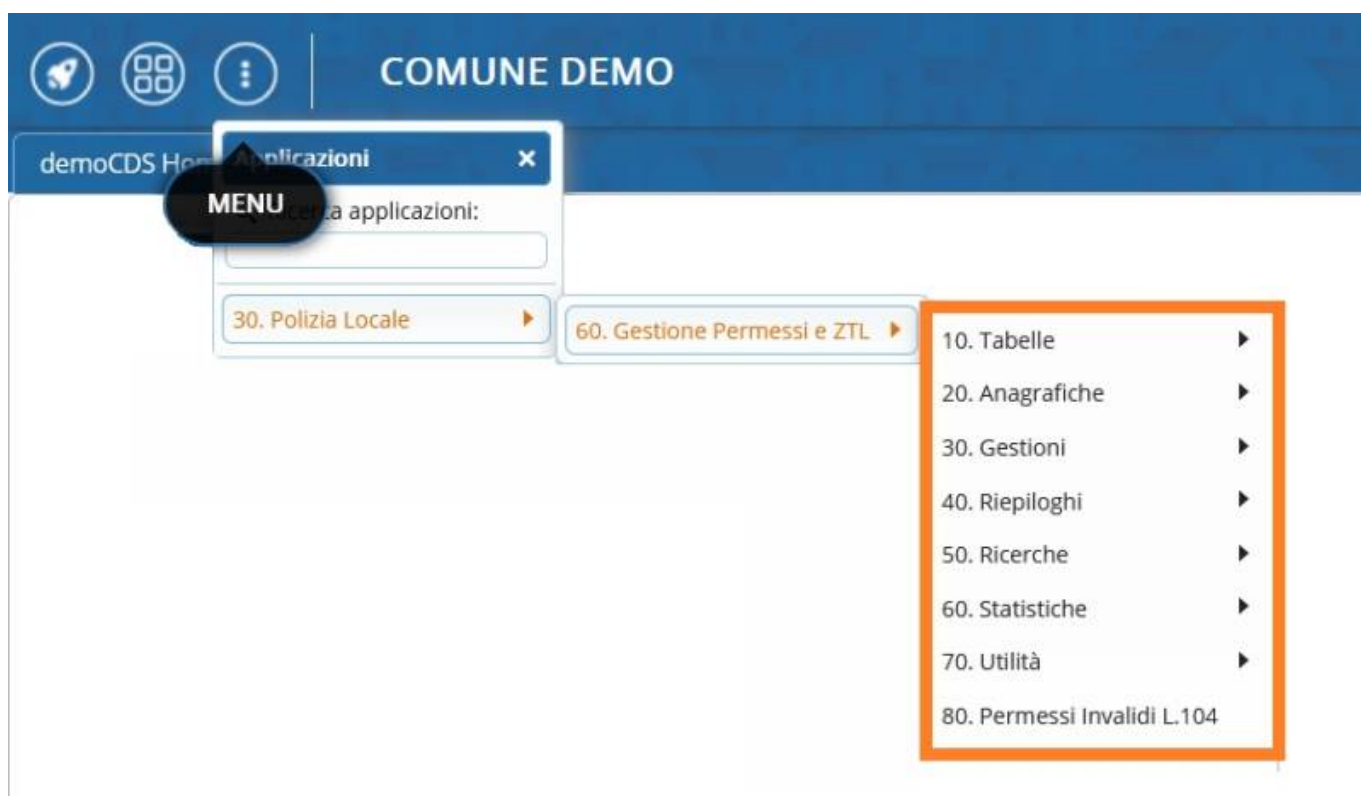 COMUNE DEMO
demoCDS Hom
Applicazioni
MENU
applicazioni:
30. Polizia Locale
60. Gestione Permessi e ZTL
10. Tabelle
20. Anagrafiche
30. Gestioni
40. Riepiloghi
50. Ricerche
60. Statistiche
70. Utilità
80. Permessi Invalidi L.104